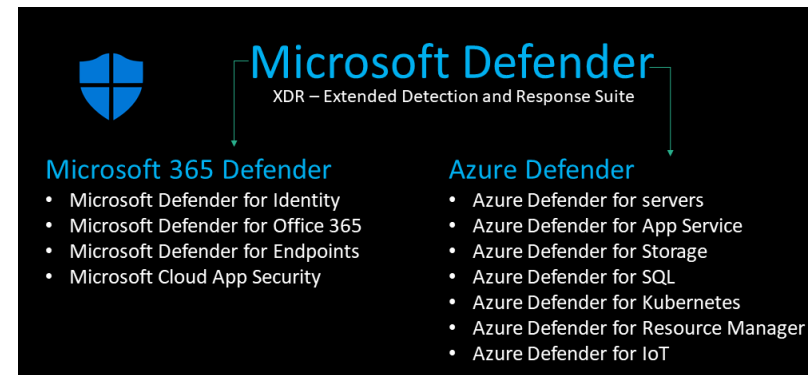 Microsoft Defender
XDR – Extended Detection and Response Suite
Microsoft 365 Defender
• Microsoft Defender for Identity
• Microsoft Defender for Office 365
• Microsoft Defender for Endpoints
• Microsoft Cloud App Security
Azure Defender
• Azure Defender for servers
• Azure Defender for App Service
• Azure Defender for Storage
• Azure Defender for SQL
• Azure Defender for Kubernetes
• Azure Defender for Resource Manager
• Azure Defender for IoT